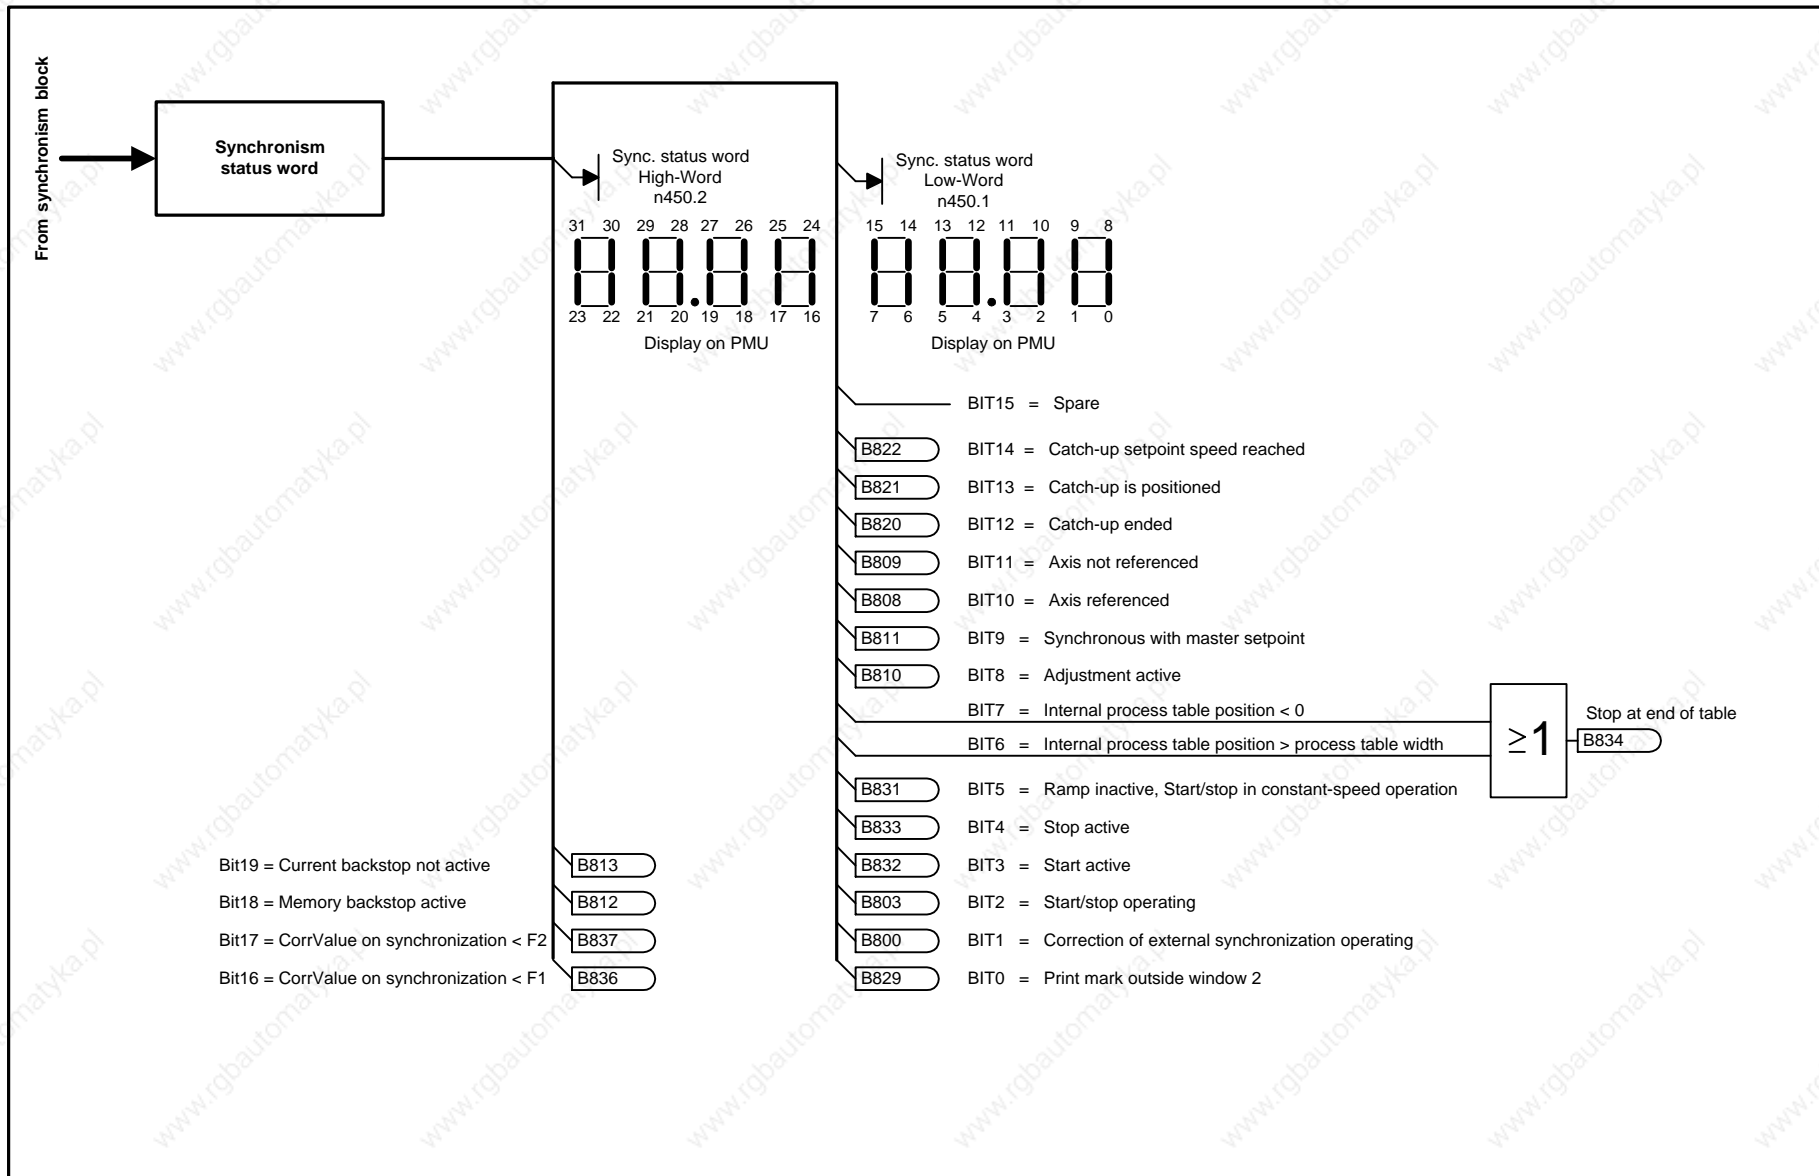 From synchronism block
Synchronism
status word
Sync. status word
High-Word
n450.2
31 30 29 28 27 26 25 24
23 22 21 20 19 18 17 16
Display on PMU
Sync. status word
Low-Word
n450.1
15 14 13 12 11 10 9 8
7 6 5 4 3 2 1 0
Display on PMU
BIT15 = Spare
B822 BIT14 = Catch-up setpoint speed reached
B821 BIT13 = Catch-up is positioned
B820 BIT12 = Catch-up ended
B809 BIT11 = Axis not referenced
B808 BIT10 = Axis referenced
B811 BIT9 = Synchronous with master setpoint
B810 BIT8 = Adjustment active
BIT7 = Internal process table position < 0
BIT6 = Internal process table position > process table width
≥1
Stop at end of table
B834
B831 BIT5 = Ramp inactive, Start/stop in constant-speed operation
B833 BIT4 = Stop active
B832 BIT3 = Start active
B803 BIT2 = Start/stop operating
B800 BIT1 = Correction of external synchronization operating
B829 BIT0 = Print mark outside window 2
Bit19 = Current backstop not active B813
Bit18 = Memory backstop active B812
Bit17 = CorrValue on synchronization < F2 B837
Bit16 = CorrValue on synchronization < F1 B836
www.rgbautomatyka.pl